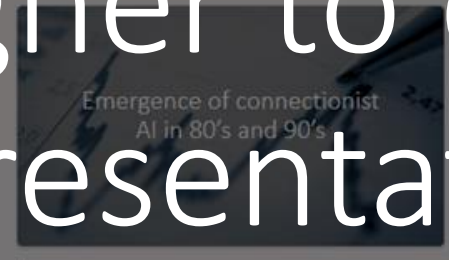 gher to
Emergence of connectionist
AI in 80's and 90's
resenta